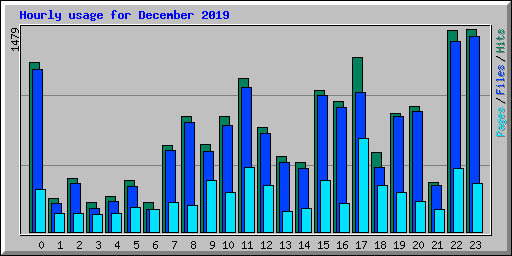 Hourly usage for December 2019
1479
Pages/Files/Hits
0 1 2 3 4 5 6 7 8 9 10 11 12 13 14 15 16 17 18 19 20 21 22 23